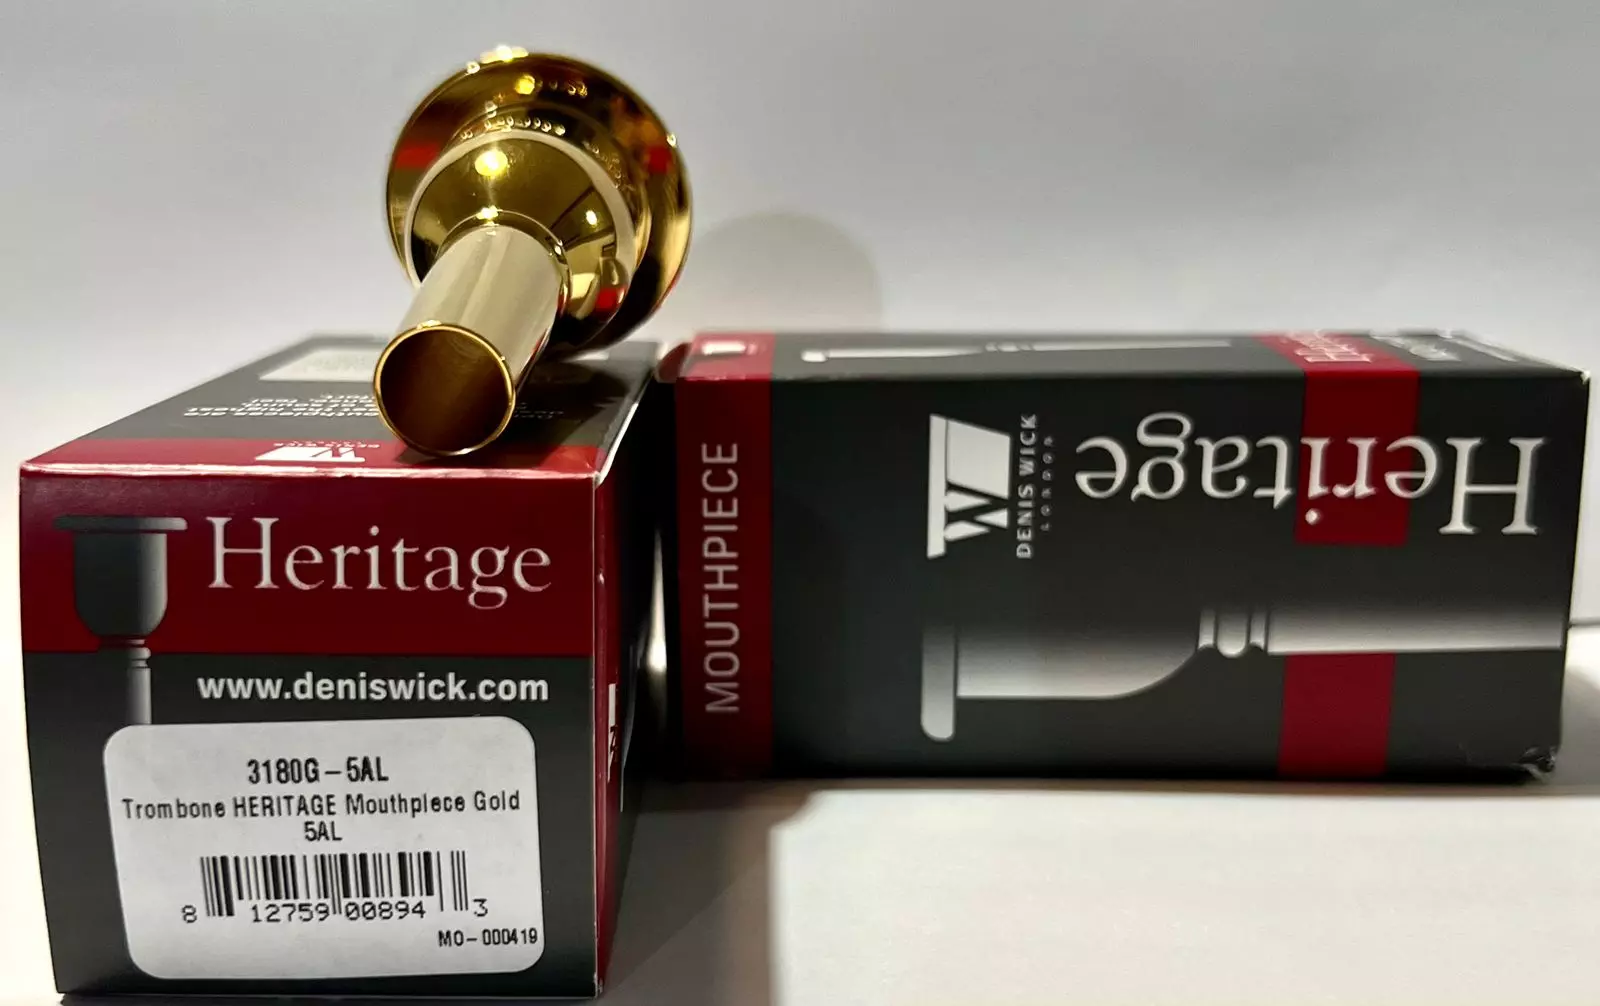 Heritage
www.deniswick.com
3180G-5AL
Trombone HERITAGE Mouthpiece Gold
5AL
8 12759 00894 3
MO-000419
MOUTHPIECE
DENIS WICK
LONDON
Heritage